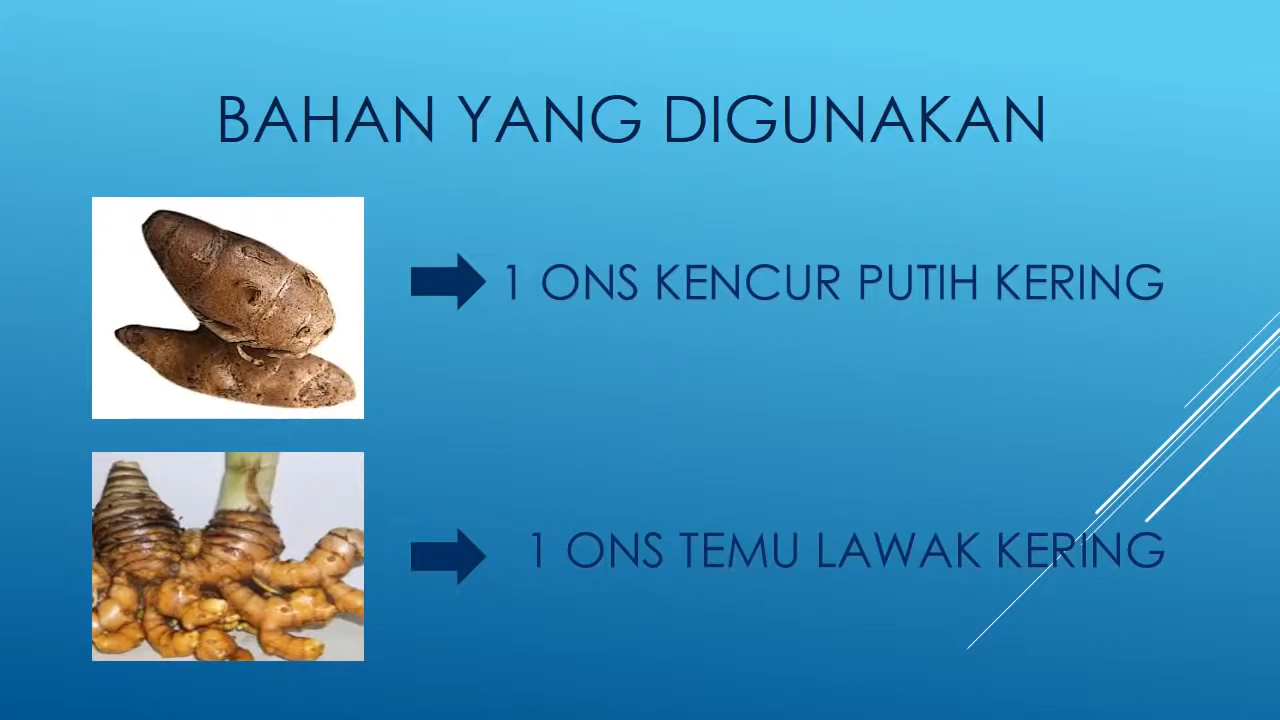 BAHAN YANG DIGUNAKAN
1 ONS KENCUR PUTIH KERING
1 ONS TEMU LAWAK KERING